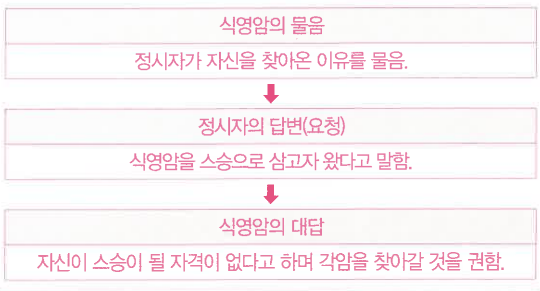 식영암의 물음
정시자가 자신을 찾아온 이유를 물음.
정시자의 답변(요청)
식영암을 스승으로 삼고자 왔다고 말함.
식영암의 대답
자신이 스승이 될 자격이 없다고 하며 각암을 찾아갈 것을 권함.